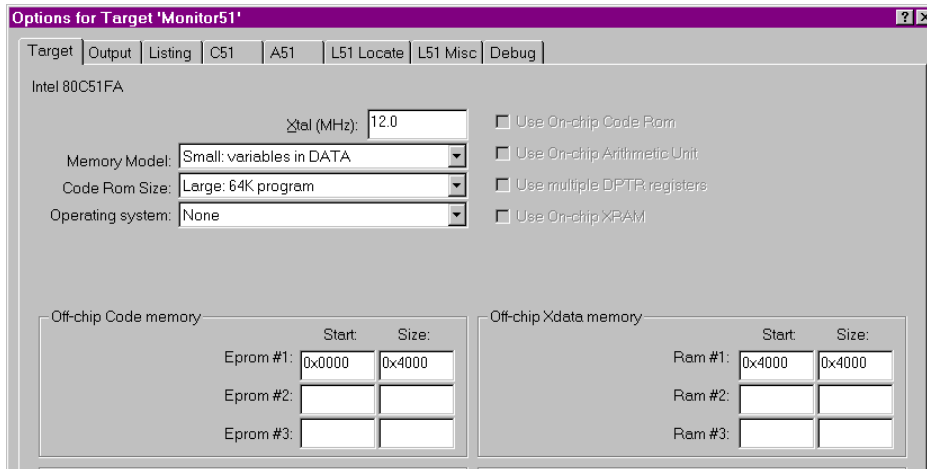 Options for Target 'Monitor51'
Target Output Listing C51 A51 L51 Locate L51 Misc Debug
Intel 80C51FA
Xtal (MHz): 12.0
Use On-chip Code Rom
Memory Model: Small: variables in DATA
Use On-chip Arithmetic Unit
Code Rom Size: Large: 64K program
Use multiple DPTR registers
Operating system: None
Use On-chip XRAM
Off-chip Code memory
Start: Size:
Eprom #1: 0x0000 0x4000
Eprom #2:
Eprom #3:
Off-chip Xdata memory
Start: Size:
Ram #1: 0x4000 0x4000
Ram #2:
Ram #3: